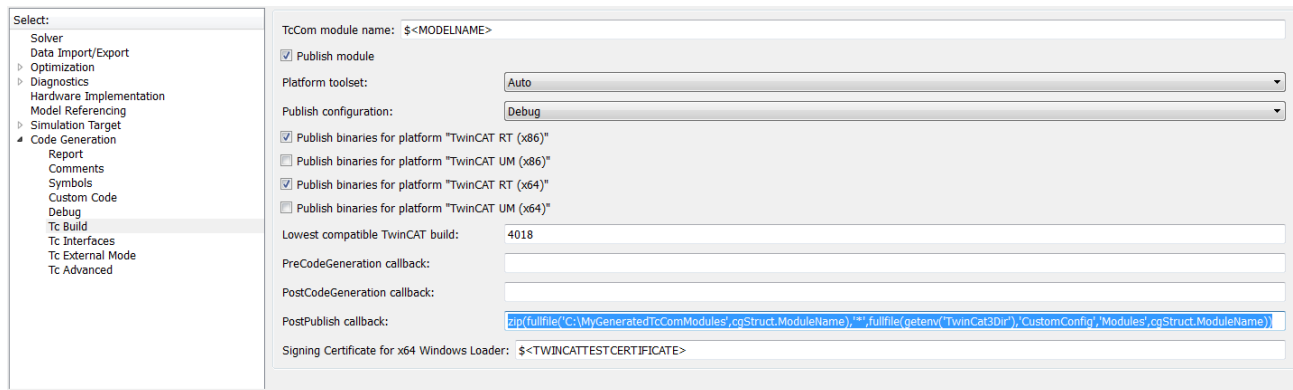 Select:
Solver
Data Import/Export
Optimization
Diagnostics
Hardware Implementation
Model Referencing
Simulation Target
Code Generation
Report
Comments
Symbols
Custom Code
Debug
Tc Build
Tc Interfaces
Tc External Mode
Tc Advanced
TcCom module name: $<MODELNAME>
Publish module
Platform toolset: Auto
Publish configuration: Debug
Publish binaries for platform "TwinCAT RT (x86)"
Publish binaries for platform "TwinCAT UM (x86)"
Publish binaries for platform "TwinCAT RT (x64)"
Publish binaries for platform "TwinCAT UM (x64)"
Lowest compatible TwinCAT build: 4018
PreCodeGeneration callback:
PostCodeGeneration callback:
PostPublish callback: zip(fullfile('C:\MyGeneratedTcComModules',cgStruct.ModuleName),'*',fullfile(getenv('TwinCat3Dir'),'CustomConfig','Modules',cgStruct.ModuleName))
Signing Certificate for x64 Windows Loader: $<TWINCATTESTCERTIFICATE>